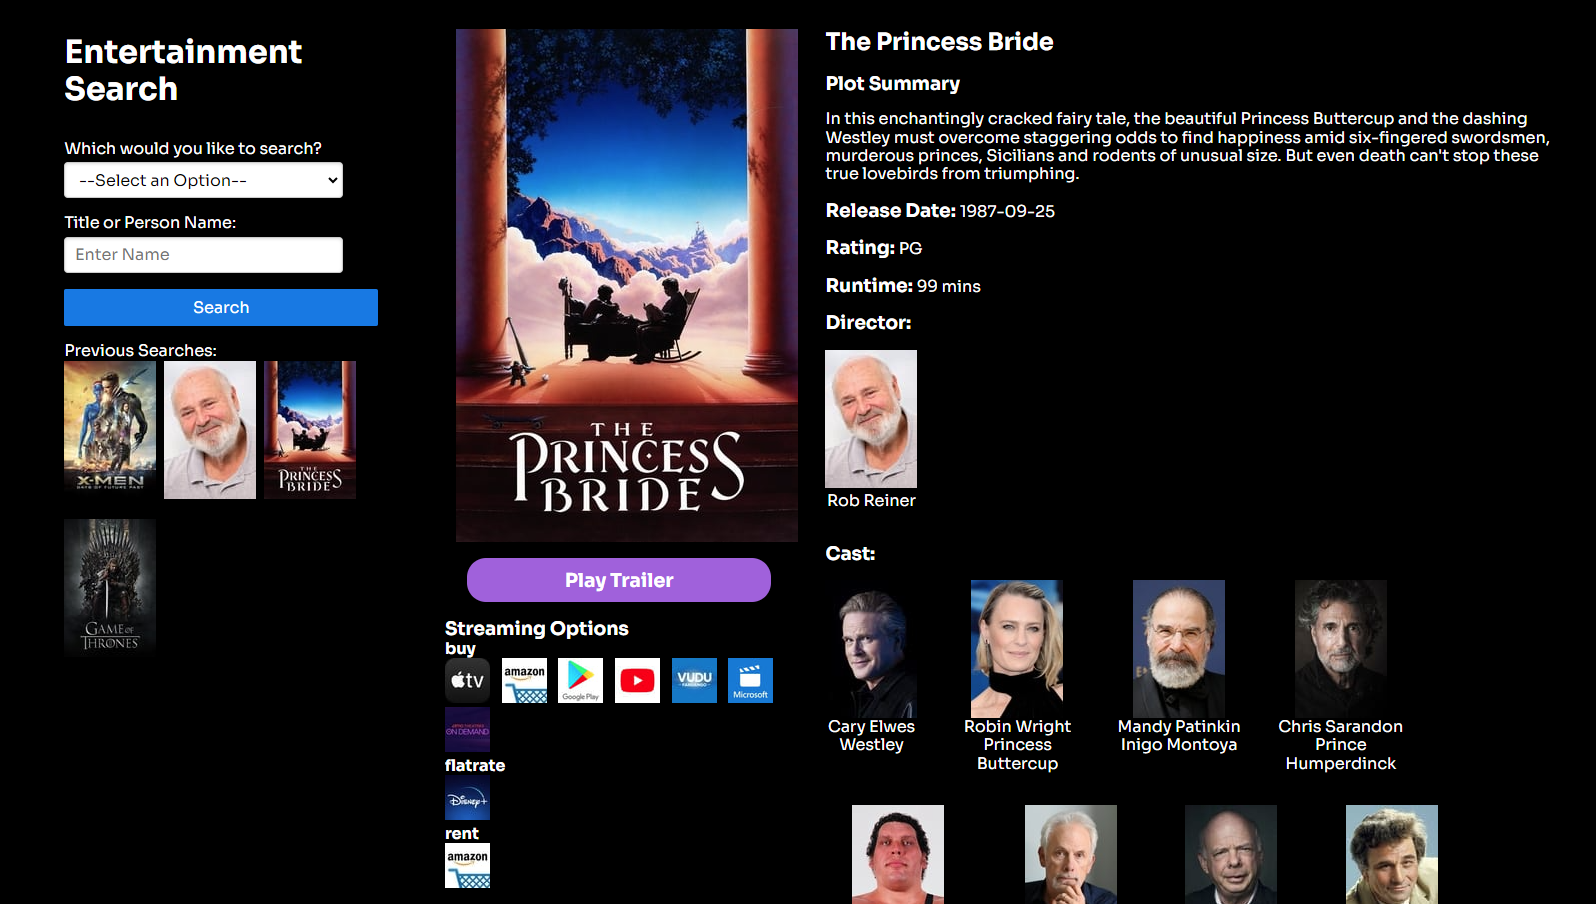 Entertainment
Search
Which would you like to search?
--Select an Option--
Title or Person Name:
Enter Name
Search
Previous Searches:
X-MEN
DAYS OF FUTURE PAST
THE
PRINCESS
BRIDE
GAME OF
THRONES
THE
PRINCESS
BRIDE
Play Trailer
Streaming Options
buy
tv
amazon
Google Play
VUDU
FANDANGO
Microsoft
ON DEMAND
flatrate
Disney+
rent
amazon
The Princess Bride
Plot Summary
In this enchantingly cracked fairy tale, the beautiful Princess Buttercup and the dashing
Westley must overcome staggering odds to find happiness amid six-fingered swordsmen,
murderous princes, Sicilians and rodents of unusual size. But even death can't stop these
true lovebirds from triumphing.
Release Date: 1987-09-25
Rating: PG
Runtime: 99 mins
Director:
Rob Reiner
Cast:
Cary Elwes
Westley
Robin Wright
Princess
Buttercup
Mandy Patinkin
Inigo Montoya
Chris Sarandon
Prince
Humperdinck